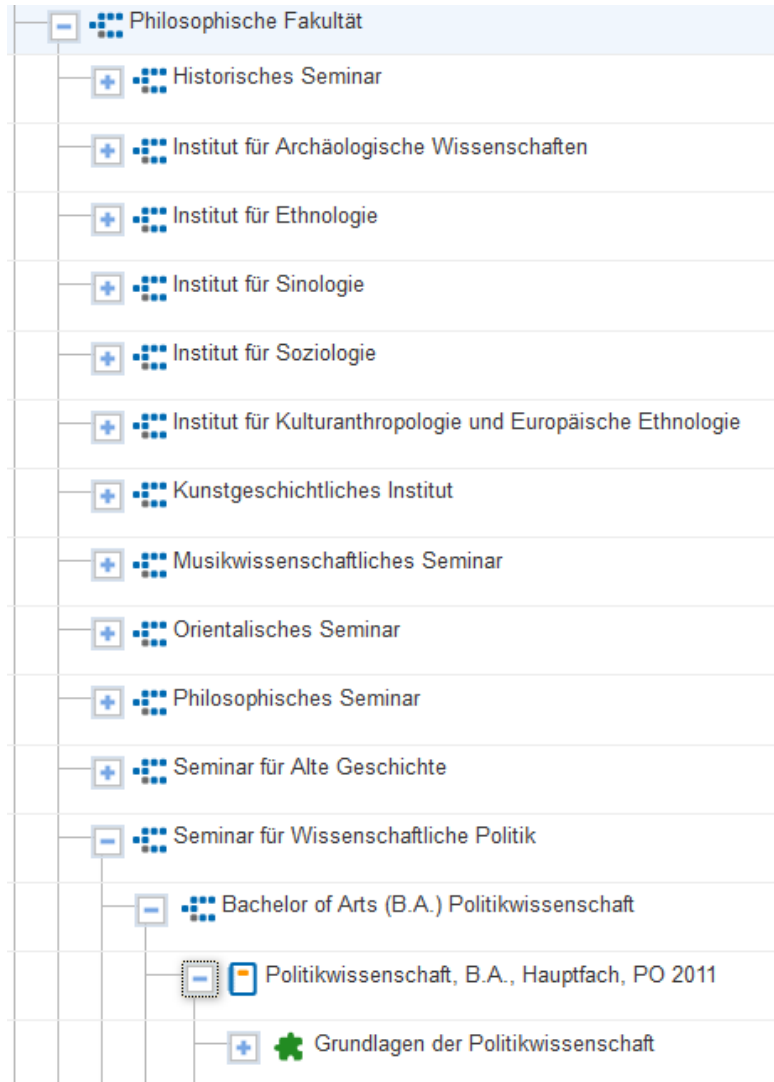 Philosophische Fakultät
Historisches Seminar
Institut für Archäologische Wissenschaften
Institut für Ethnologie
Institut für Sinologie
Institut für Soziologie
Institut für Kulturanthropologie und Europäische Ethnologie
Kunstgeschichtliches Institut
Musikwissenschaftliches Seminar
Orientalisches Seminar
Philosophisches Seminar
Seminar für Alte Geschichte
Seminar für Wissenschaftliche Politik
Bachelor of Arts (B.A.) Politikwissenschaft
Politikwissenschaft, B.A., Hauptfach, PO 2011
Grundlagen der Politikwissenschaft